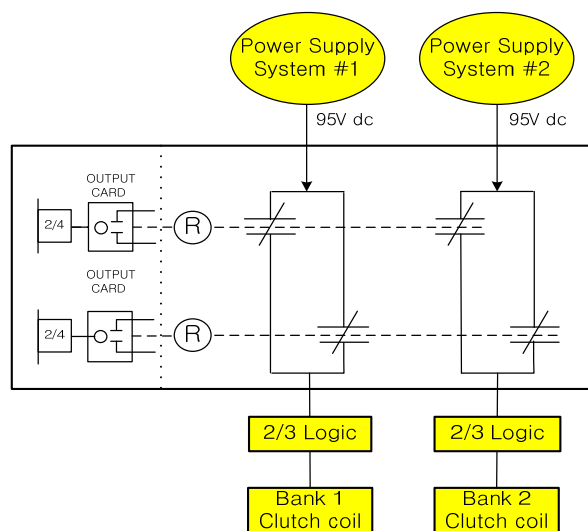 Power Supply
System #1
Power Supply
System #2
95V dc
95V dc
OUTPUT
CARD
2/4
R
OUTPUT
CARD
2/4
R
2/3 Logic
2/3 Logic
Bank 1
Clutch coil
Bank 2
Clutch coil